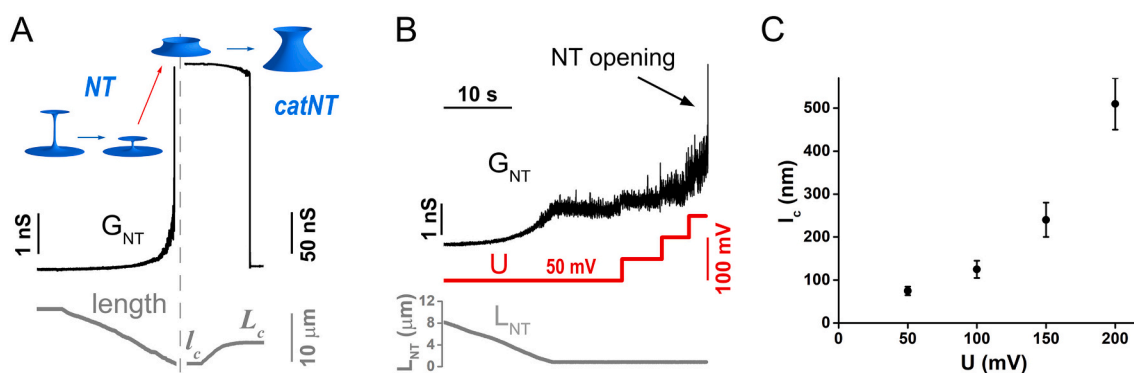 A
NT
catNT
G_NT
1 nS
50 nS
length
l_c
L_c
10 μm
B
NT opening
10 s
G_NT
1 nS
U
50 mV
100 mV
12
8
4
0
L_NT (μm)
L_NT
C
500
400
300
200
100
0
I_c (nm)
0
50
100
150
200
U (mV)